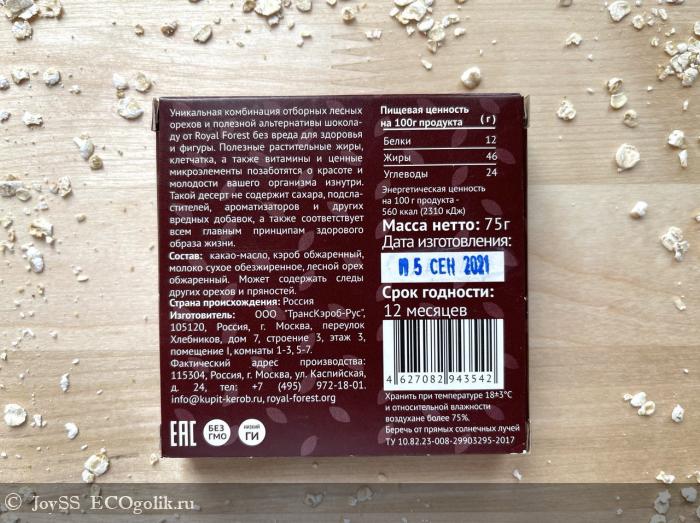 Уникальная комбинация отборных лесных
орехов и полезной альтернативы шокола-
ду от Royal Forest без вреда для здоровья
и фигуры. Полезные растительные жиры,
клетчатка, а также витамины и ценные
микроэлементы позаботятся о красоте и
молодости вашего организма изнутри.
Такой десерт не содержит сахара, подсла-
стителей, ароматизаторов и других
вредных добавок, а также соответствует
всем главным принципам здорового
образа жизни.
Состав: какао-масло, кэроб обжаренный,
молоко сухое обезжиренное, лесной орех
обжаренный. Может содержать следы
других орехов и пряностей.
Страна происхождения: Россия
Изготовитель: ООО "ТрансКэроб-Рус",
105120, Россия, г. Москва, переулок
Хлебников, дом 7, строение 3, этаж 3,
помещение I, комнаты 1-3, 5-7.
Фактический адрес производства:
115304, Россия, г. Москва, ул. Каспийская,
д. 24, тел: +7 (495) 972-18-01.
info@kupit-kerob.ru, royal-forest.org
EAC
БЕЗ
ГМО
НИЗКИЙ
ГИ
Пищевая ценность
на 100г продукта (г)
Белки 12
Жиры 46
Углеводы 24
Энергетическая ценность
на 100 г продукта -
560 ккал (2310 кДж)
Масса нетто: 75г
Дата изготовления:
05 СЕН 2021
Срок годности:
12 месяцев
4 627082 943542
Хранить при температуре 18±3°С
и относительной влажности
воздухане более 75%.
Беречь от прямых солнечных лучей
ТУ 10.82.23-008-29903295-2017
© JoySS_ECOgolik.ru